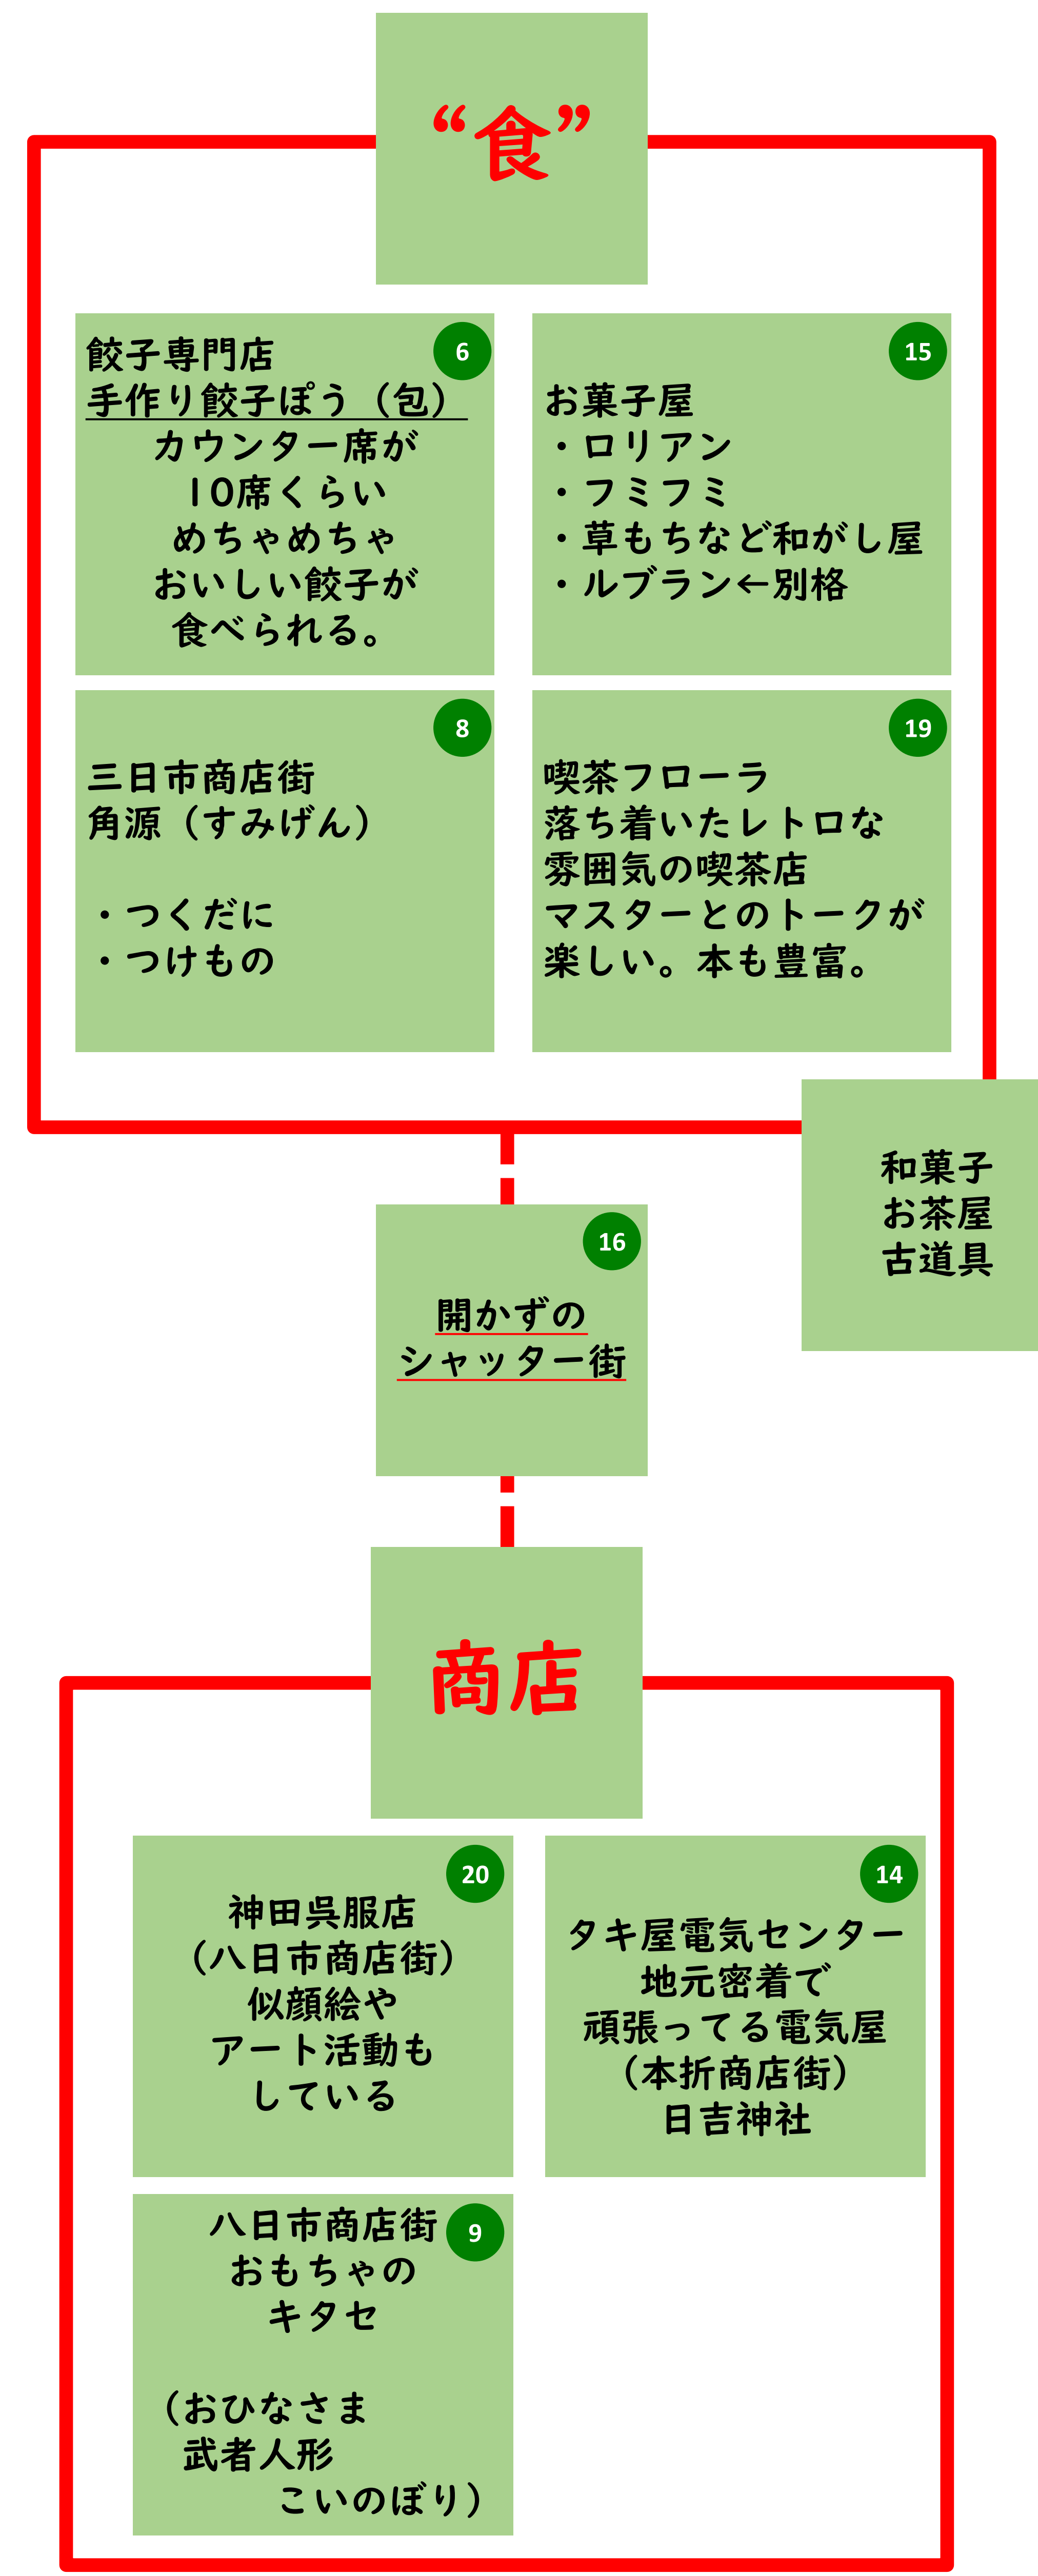 “食”
6
餃子専門店
手作り餃子ぽう（包）
カウンター席が
10席くらい
めちゃめちゃ
おいしい餃子が
食べられる。
15
お菓子屋
・ロリアン
・フミフミ
・草もちなど和がし屋
・ルブラン←別格
8
三日市商店街
角源（すみげん）
・つくだに
・つけもの
19
喫茶フローラ
落ち着いたレトロな
雰囲気の喫茶店
マスターとのトークが
楽しい。本も豊富。
和菓子
お茶屋
古道具
16
開かずの
シャッター街
商店
20
神田呉服店
（八日市商店街）
似顔絵や
アート活動も
している
14
タキ屋電気センター
地元密着で
頑張ってる電気屋
（本折商店街）
日吉神社
9
八日市商店街
おもちゃの
キタセ
（おひなさま
武者人形
こいのぼり）